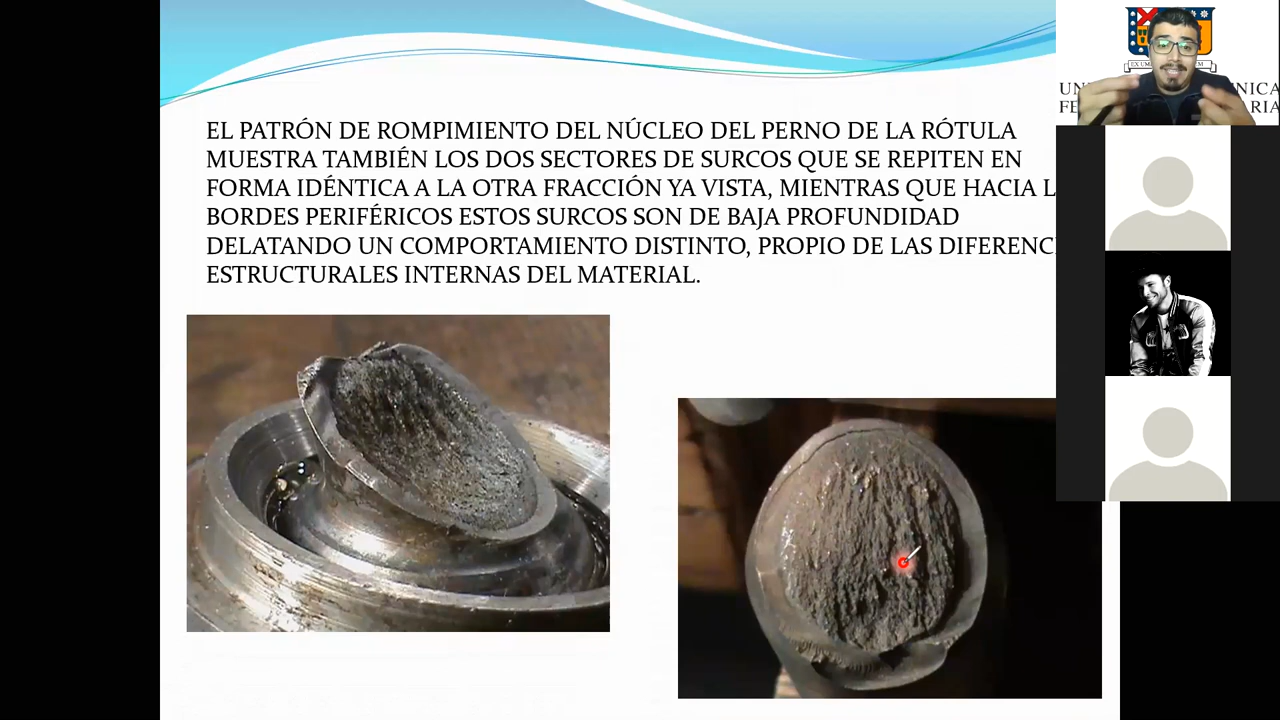 EL PATRÓN DE ROMPIMIENTO DEL NÚCLEO DEL PERNO DE LA RÓTULA
MUESTRA TAMBIÉN LOS DOS SECTORES DE SURCOS QUE SE REPITEN EN
FORMA IDÉNTICA A LA OTRA FRACCIÓN YA VISTA, MIENTRAS QUE HACIA L
BORDES PERIFÉRICOS ESTOS SURCOS SON DE BAJA PROFUNDIDAD
DELATANDO UN COMPORTAMIENTO DISTINTO, PROPIO DE LAS DIFERENC
ESTRUCTURALES INTERNAS DEL MATERIAL.